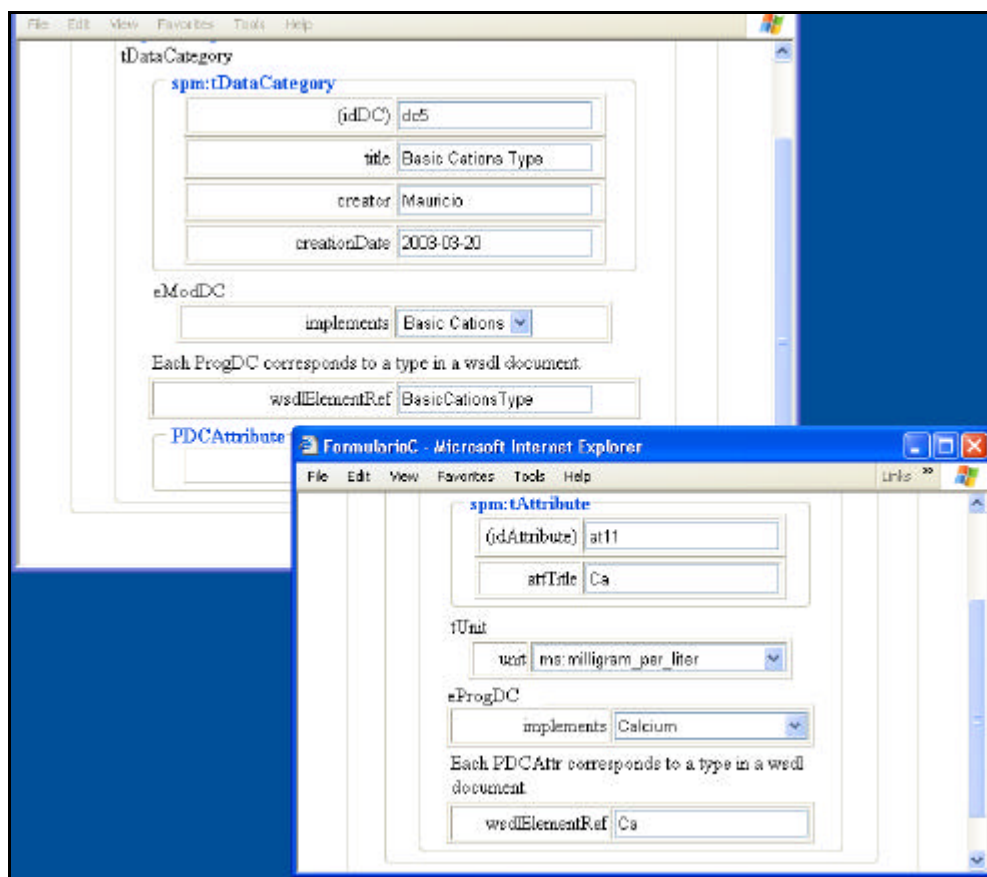 File Edit View Favorites Tools Help
tDataCategory
spm:tDataCategory
(idDC) dc5
title Basic Cations Type
creator Mauricio
creationDate 2003-03-20
eModDC
implements Basic Cations
Each ProgDC corresponds to a type in a wsdl document.
wsdlElementRef BasicCationsType
PDCAttribute
FormularioC - Microsoft Internet Explorer
File Edit View Favorites Tools Help Links »
spm:tAttribute
(idAttribute) at11
attTitle Ca
tUnit
unit ms:milligram_per_liter
eProgDC
implements Calcium
Each PDCAttr corresponds to a type in a wsdl
document.
wsdlElementRef Ca